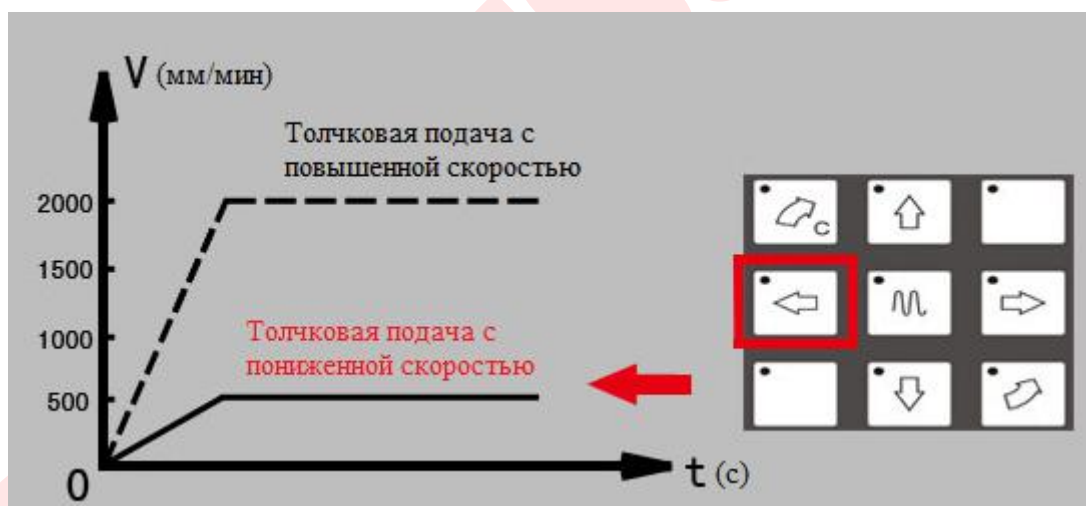 V (мм/мин)
Толчковая подача с
повышенной скоростью
2000
1500
1000
500
0
Толчковая подача с
пониженной скоростью
t (с)
C